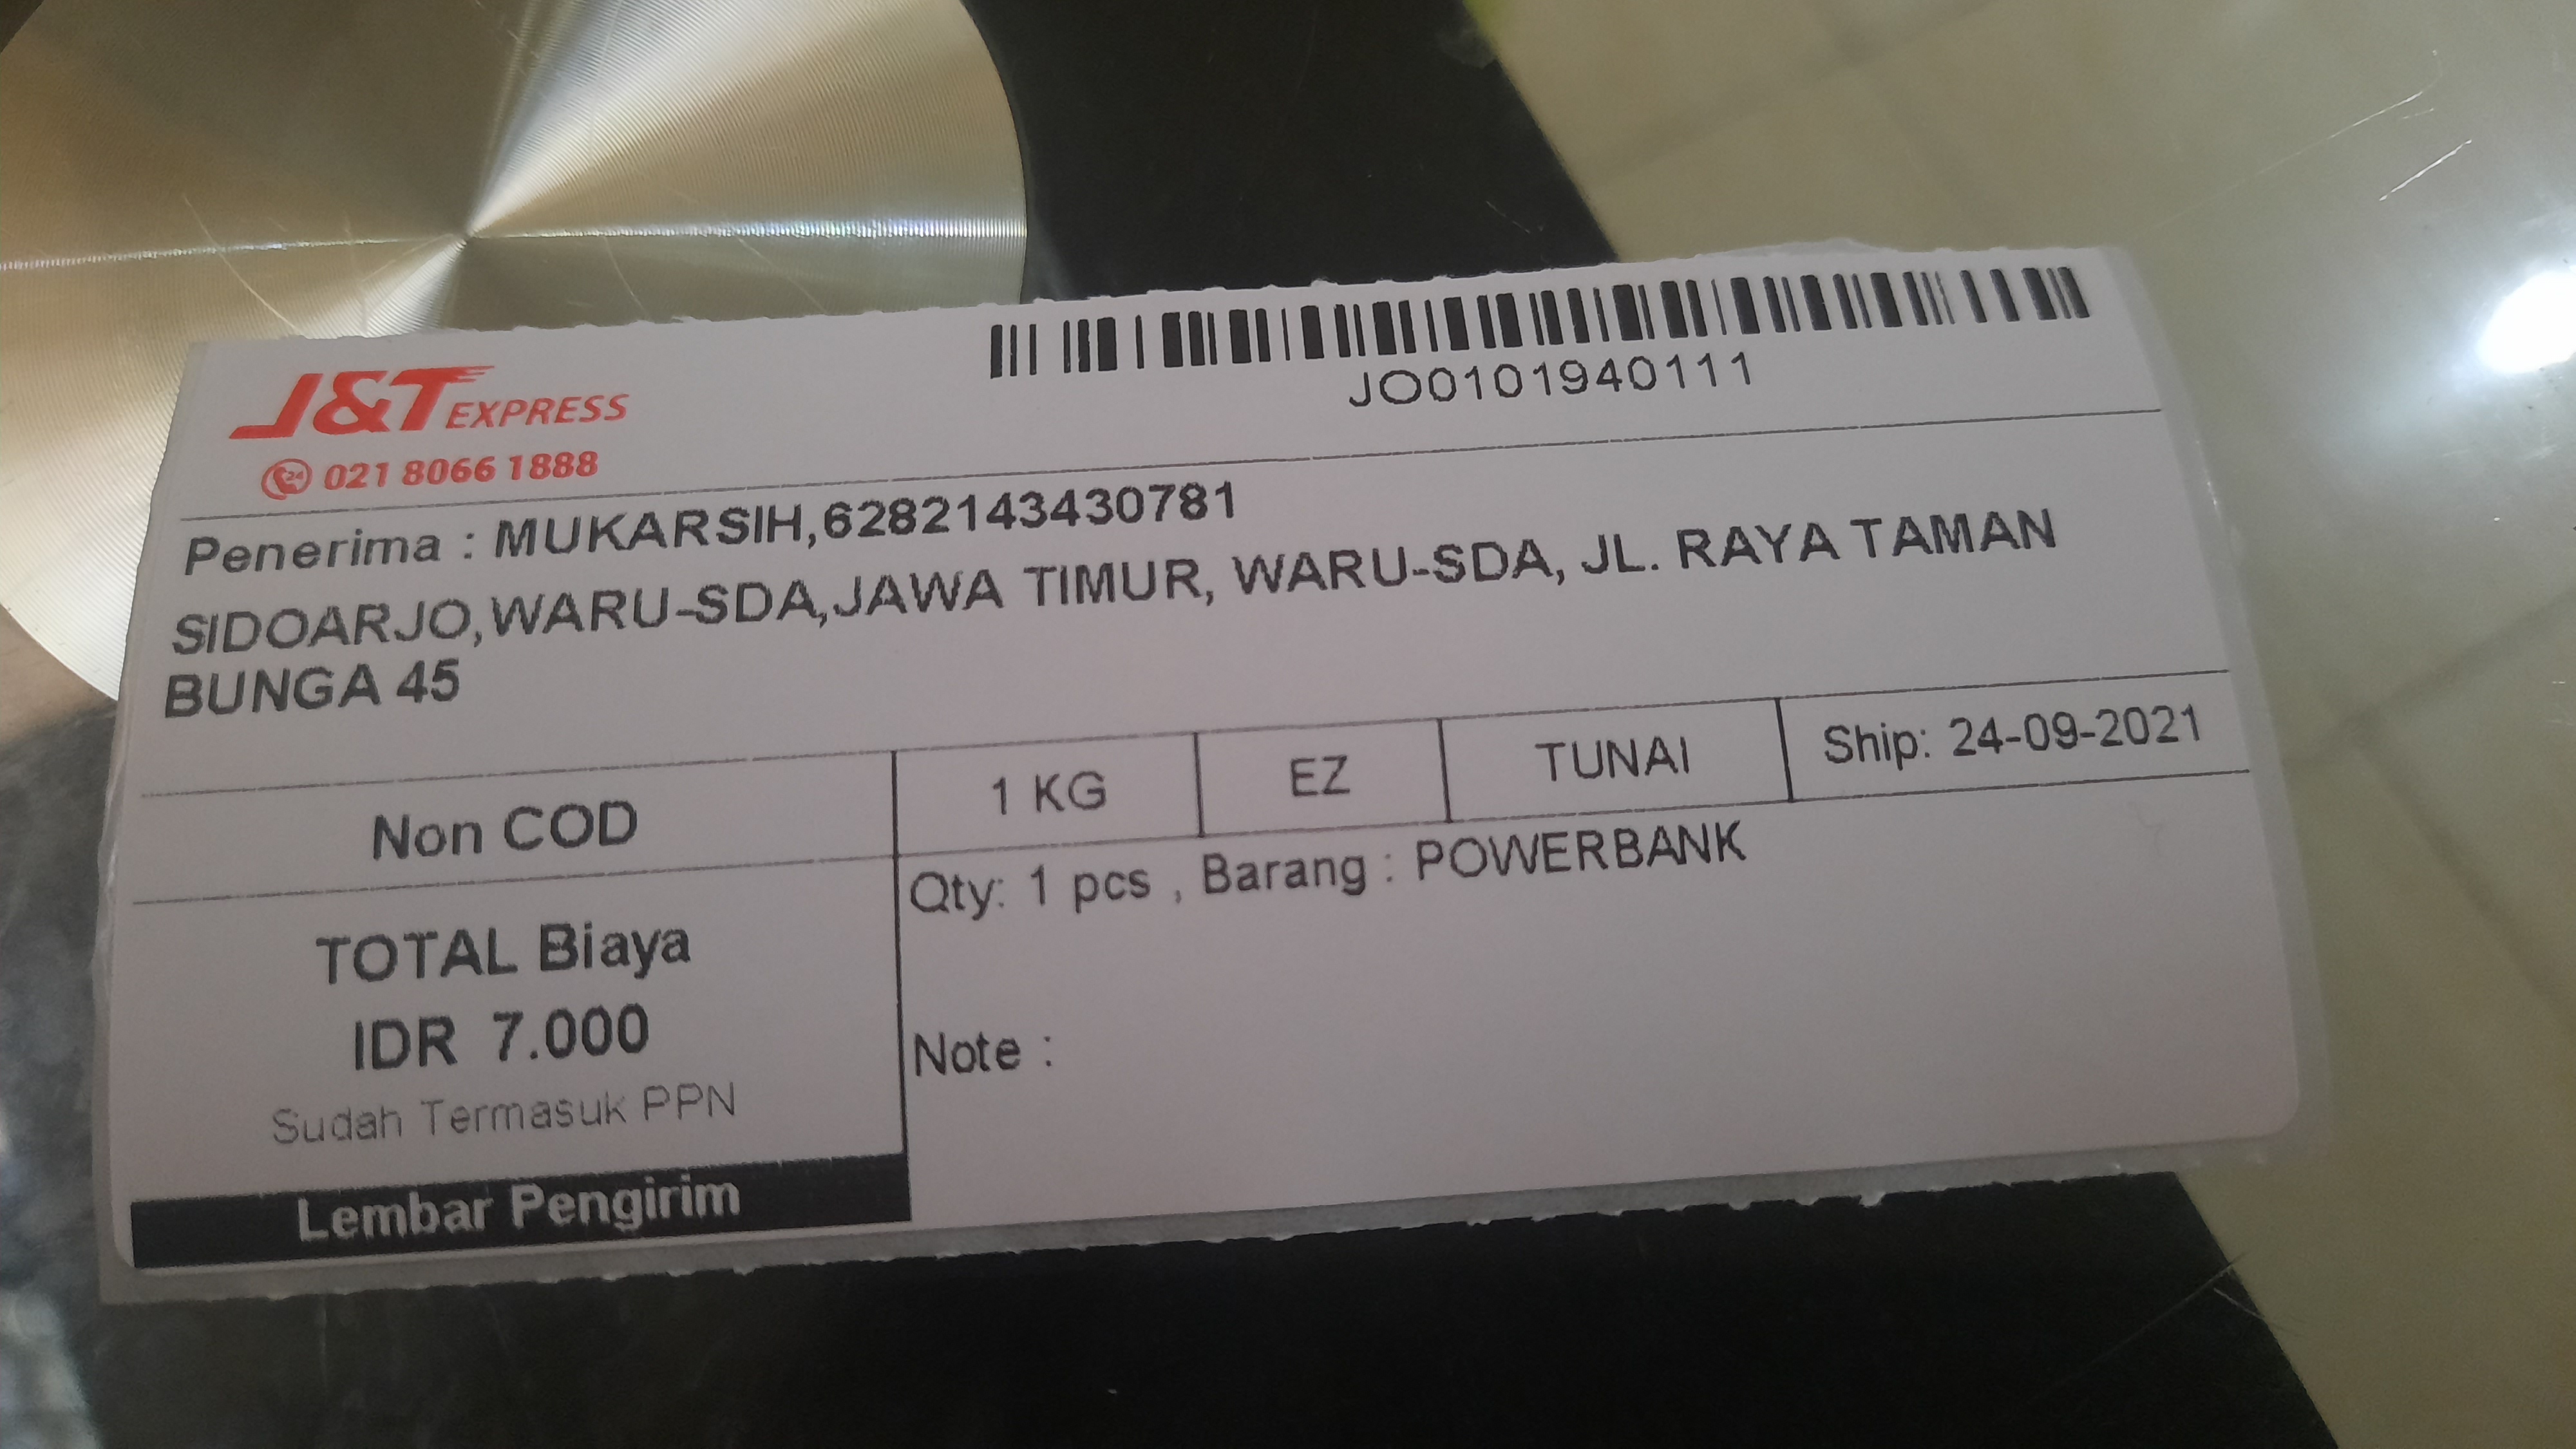 J&T EXPRESS
021 8066 1888
JO0101940111
Penerima : MUKARSIH,6282143430781
SIDOARJO,WARU-SDA,JAWA TIMUR, WARU-SDA, JL. RAYA TAMAN
BUNGA 45
Non COD
1 KG
EZ
TUNAI
Ship: 24-09-2021
TOTAL Biaya
IDR 7.000
Sudah Termasuk PPN
Lembar Pengirim
Qty: 1 pcs , Barang : POWERBANK
Note :